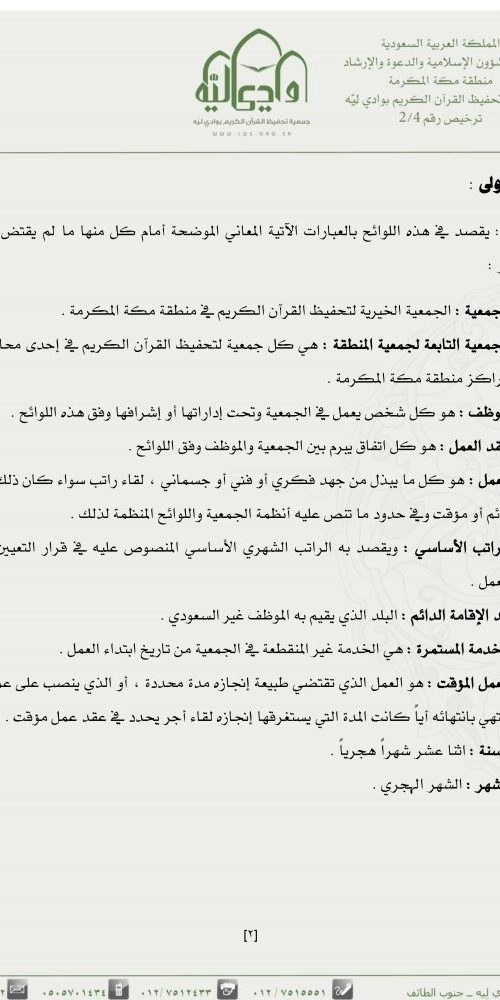 المملكة العربية السعودية
شؤون الإسلامية والدعوة والإرشاد
منطقة مكة المكرمة
تحفيظ القرآن الكريم بوادي ليّه
ترخيص رقم 2/4
وادي ليّه
جمعية تحفيظ القرآن الكريم بوادي ليه
WWW.LQS.ORG.SA
ولى :
: يقصد في هذه اللوائح بالعبارات الآتية المعاني الموضحة أمام كل منها ما لم يقتض
:
جمعية : الجمعية الخيرية لتحفيظ القرآن الكريم في منطقة مكة المكرمة .
جمعية التابعة لجمعية المنطقة : هي كل جمعية لتحفيظ القرآن الكريم في إحدى محا
راكز منطقة مكة المكرمة .
وظف : هو كل شخص يعمل في الجمعية وتحت إداراتها أو إشرافها وفق هذه اللوائح .
قد العمل : هو كل اتفاق يبرم بين الجمعية والموظف وفق اللوائح .
عمل : هو كل ما يبذل من جهد فكري أو فني أو جسماني ، لقاء راتب سواء كان ذلك
ئم أو مؤقت وفي حدود ما تنص عليه أنظمة الجمعية واللوائح المنظمة لذلك .
راتب الأساسي : ويقصد به الراتب الشهري الأساسي المنصوص عليه في قرار التعيين
عمل .
د الإقامة الدائم : البلد الذي يقيم به الموظف غير السعودي .
خدمة المستمرة : هي الخدمة غير المنقطعة في الجمعية من تاريخ ابتداء العمل .
عمل المؤقت : هو العمل الذي تقتضي طبيعة إنجازه مدة محددة ، أو الذي ينصب على عم
تهي بانتهائه أياً كانت المدة التي يستغرقها إنجازه لقاء أجر يحدد في عقد عمل مؤقت .
سنة : اثنا عشر شهراً هجرياً .
شهر : الشهر الهجري .
[٢]
ي ليه _ جنوب الطائف ٠١٢/٧٥١٥٥٥١ ٠١٢/٧٥١٢٤٣٣ ٠٥٠٥٧٠١٤٣٤